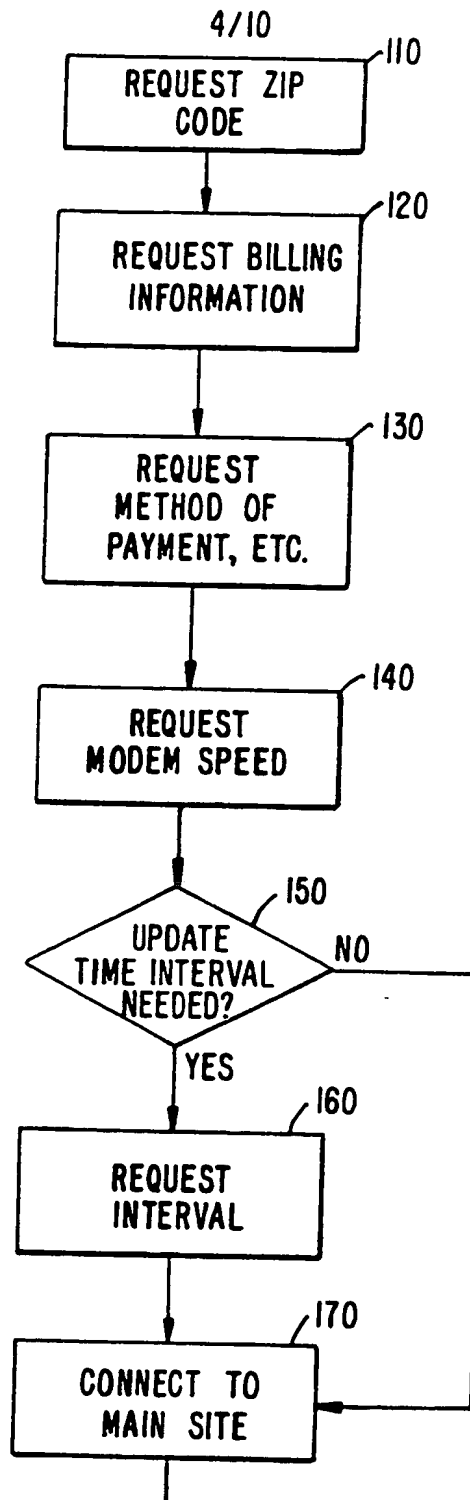 4/10
110
REQUEST ZIP
CODE
120
REQUEST BILLING
INFORMATION
130
REQUEST
METHOD OF
PAYMENT, ETC.
140
REQUEST
MODEM SPEED
150
UPDATE
TIME INTERVAL
NEEDED?
NO
YES
160
REQUEST
INTERVAL
170
CONNECT TO
MAIN SITE